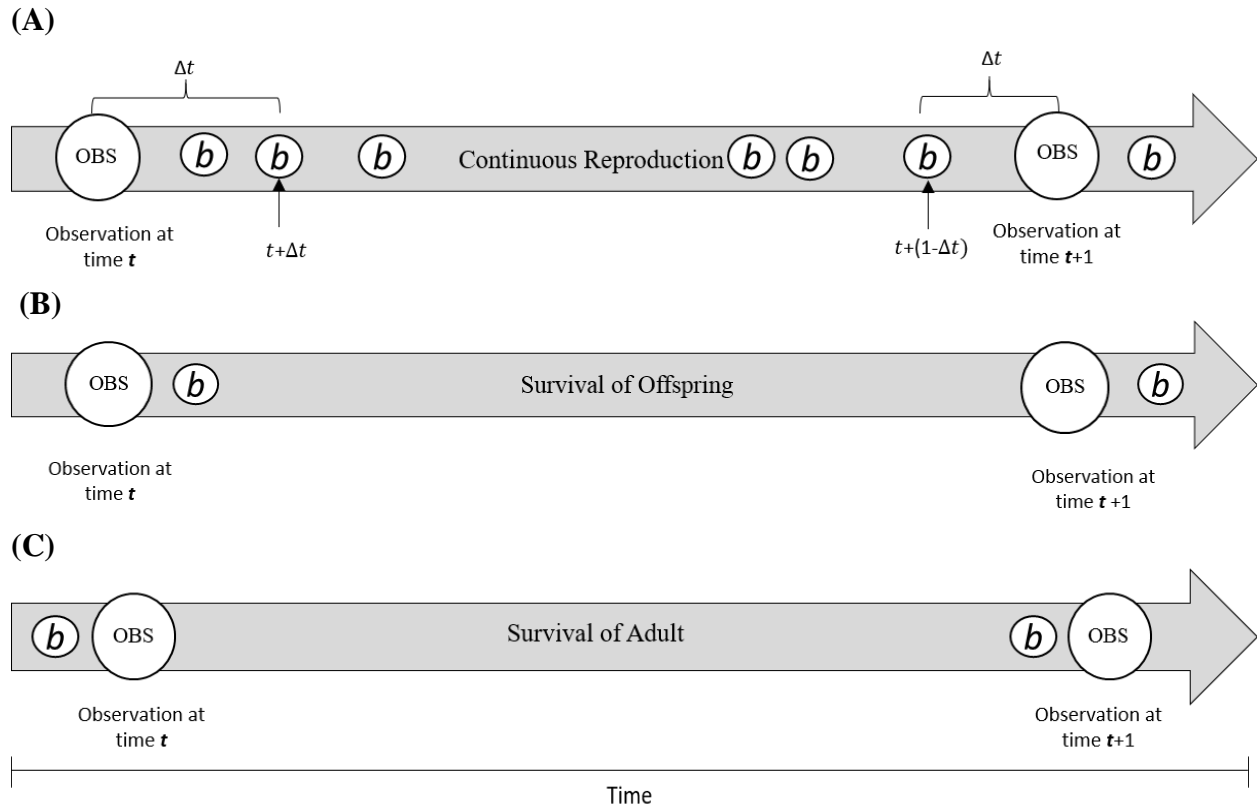 (A)
Δt
Δt
OBS
b
b
b
Continuous Reproduction
b
b
b
OBS
b
Observation at
time t
t+Δt
t+(1-Δt)
Observation at
time t+1
(B)
OBS
b
Survival of Offspring
OBS
b
Observation at
time t
Observation at
time t +1
(C)
b
OBS
Survival of Adult
b
OBS
Observation at
time t
Observation at
time t+1
Time